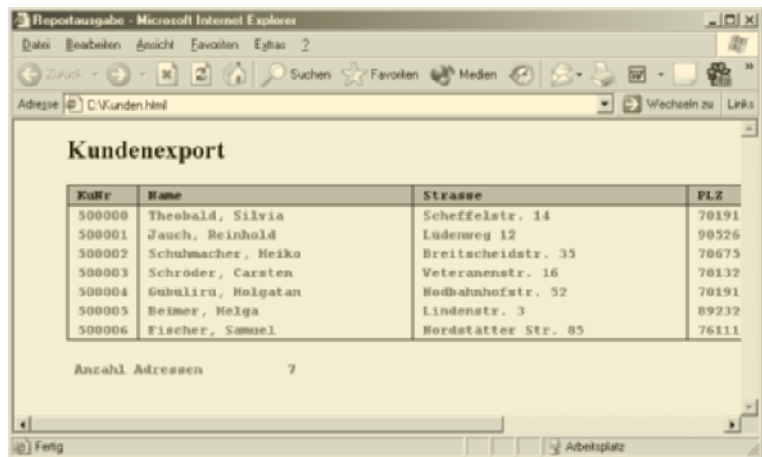 Reportausgabe - Microsoft Internet Explorer
Datei Bearbeiten Ansicht Favoriten Extras ?
Zurück Suchen Favoriten Medien »
Adresse C:\Kunden.html Wechseln zu Links
Kundenexport
KuNr Name Strasse PLZ
500000 Theobald, Silvia Scheffelstr. 14 70191
500001 Jauch, Reinhold Lüdenweg 12 90526
500002 Schuhmacher, Heiko Breitscheidstr. 35 70675
500003 Schröder, Carsten Veteranenstr. 16 70132
500004 Gubuliru, Holgatan 52 70191
500005 Beimer, Helga Lindenstr. 3 89232
500006 Fischer, Samuel Nordstätter Str. 85 76111
Anzahl Adressen 7
Fertig Arbeitsplatz